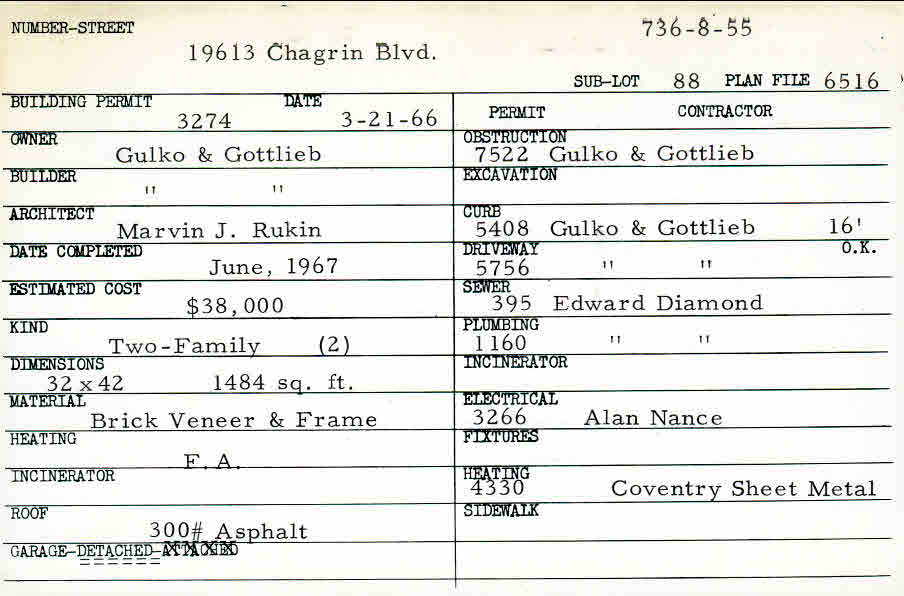 NUMBER-STREET
736-8-55
19613 Chagrin Blvd.
SUB-LOT 88 PLAN FILE 6516
BUILDING PERMIT DATE
3274 3-21-66
OWNER
Gulko & Gottlieb
BUILDER
" "
ARCHITECT
Marvin J. Rukin
DATE COMPLETED
June, 1967
ESTIMATED COST
$38,000
KIND
Two-Family (2)
DIMENSIONS
32 x 42 1484 sq. ft.
MATERIAL
Brick Veneer & Frame
HEATING
F.A.
INCINERATOR
ROOF
300# Asphalt
GARAGE-DETACHED-ATTACHED
PERMIT CONTRACTOR
OBSTRUCTION
7522 Gulko & Gottlieb
EXCAVATION
CURB
5408 Gulko & Gottlieb 16'
DRIVEWAY O.K.
5756 " "
SEWER
395 Edward Diamond
PLUMBING
1160 " "
INCINERATOR
ELECTRICAL
3266 Alan Nance
FIXTURES
HEATING
4330 Coventry Sheet Metal
SIDEWALK